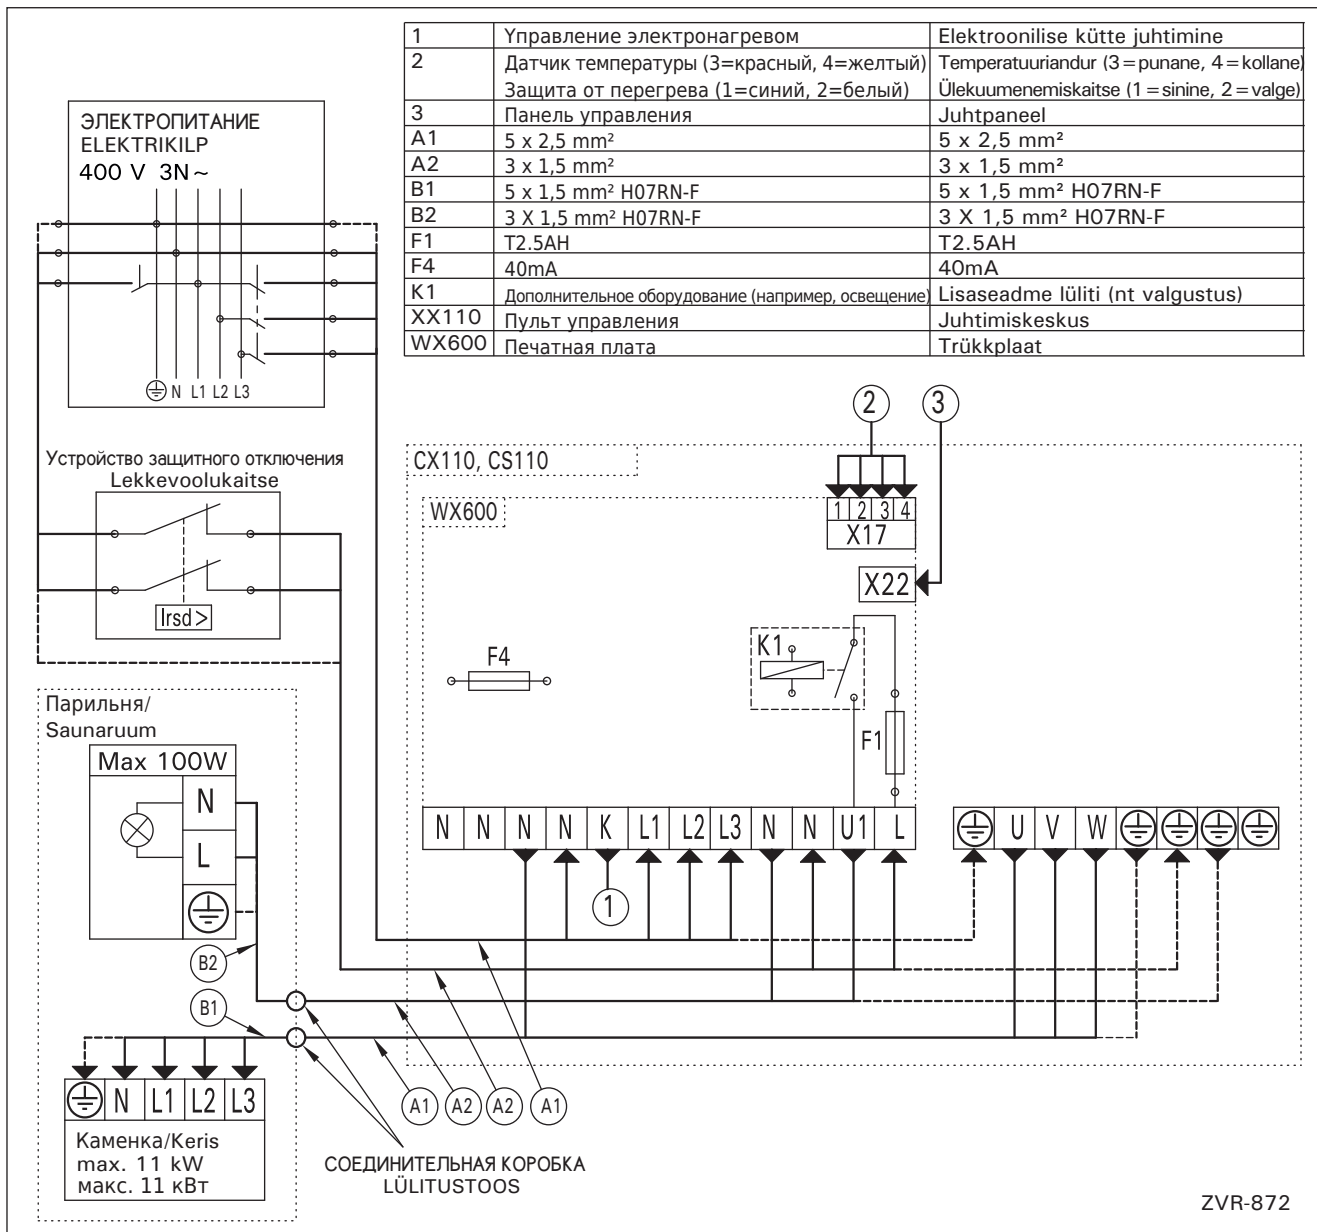 1 Управление электронагревом Elektroonilise kütte juhtimine
2 Датчик температуры (3=красный, 4=желтый) Temperatuuriandur (3=punane, 4=kollane)
Защита от перегрева (1=синий, 2=белый) Ülekuumenemiskaitse (1=sinine, 2=valge)
3 Панель управления Juhtpaneel
A1 5 x 2,5 mm² 5 x 2,5 mm²
A2 3 x 1,5 mm² 3 x 1,5 mm²
B1 5 x 1,5 mm² H07RN-F 5 x 1,5 mm² H07RN-F
B2 3 X 1,5 mm² H07RN-F 3 X 1,5 mm² H07RN-F
F1 T2.5AH T2.5AH
F4 40mA 40mA
K1 Дополнительное оборудование (например, освещение) Lisaseadme lüliti (nt valgustus)
XX110 Пульт управления Juhtimiskeskus
WX600 Печатная плата Trükkplaat
ЭЛЕКТРОПИТАНИЕ
ELEKTRIKILP
400 V 3N~
N L1 L2 L3
Устройство защитного отключения
Lekkevoolukaitse
Irsd>
2 3
CX110, CS110
WX600
1 2 3 4
X17
X22
K1
F4
F1
N N N N K L1 L2 L3 N N U1 L
U V W
1
Парильня/
Saunaruum
Max 100W
N
L
B2
B1
N L1 L2 L3
Каменка/Keris
max. 11 kW
макс. 11 кВт
A1 A2 A2 A1
СОЕДИНИТЕЛЬНАЯ КОРОБКА
LÜLITUSTOOS
ZVR-872